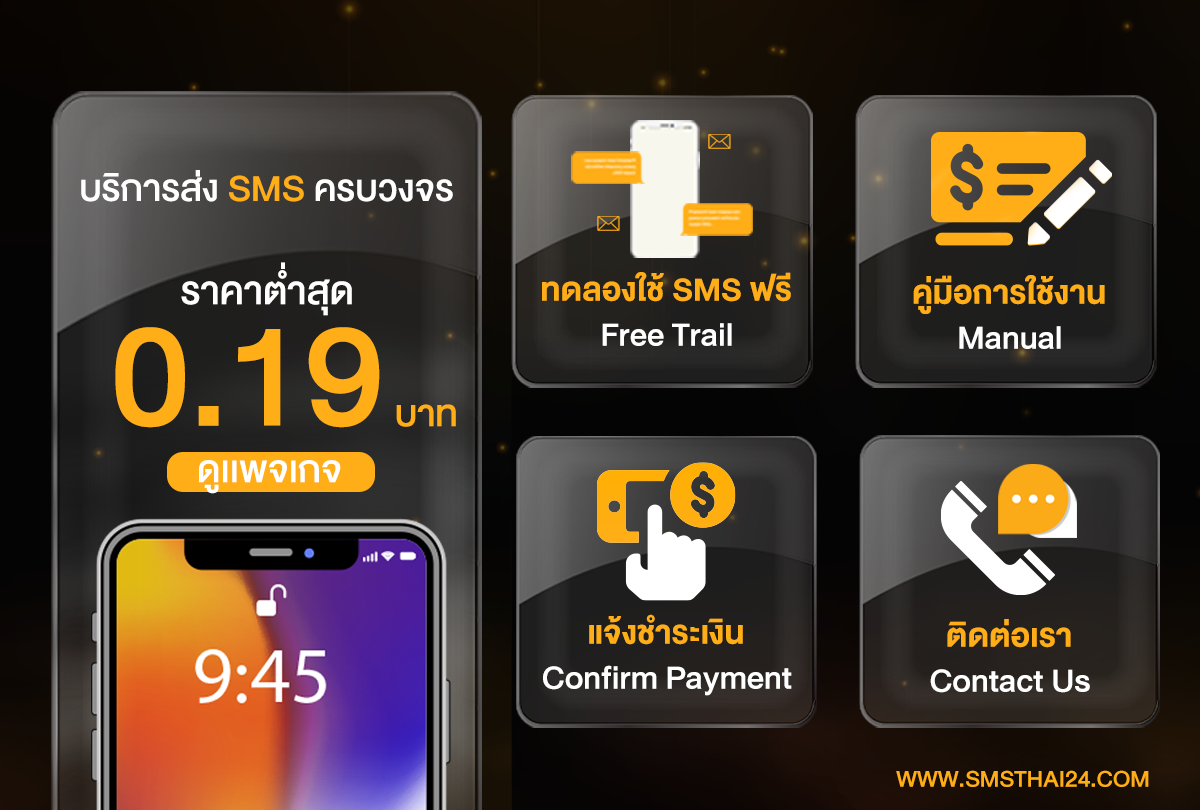 บริการส่ง SMS ครบวงจร
ราคาต่ำสุด
0.19 บาท
ดูแพจเกจ
9:45
ทดลองใช้ SMS ฟรี
Free Trail
คู่มือการใช้งาน
Manual
แจ้งชำระเงิน
Confirm Payment
ติดต่อเรา
Contact Us
WWW.SMSTHAI24.COM